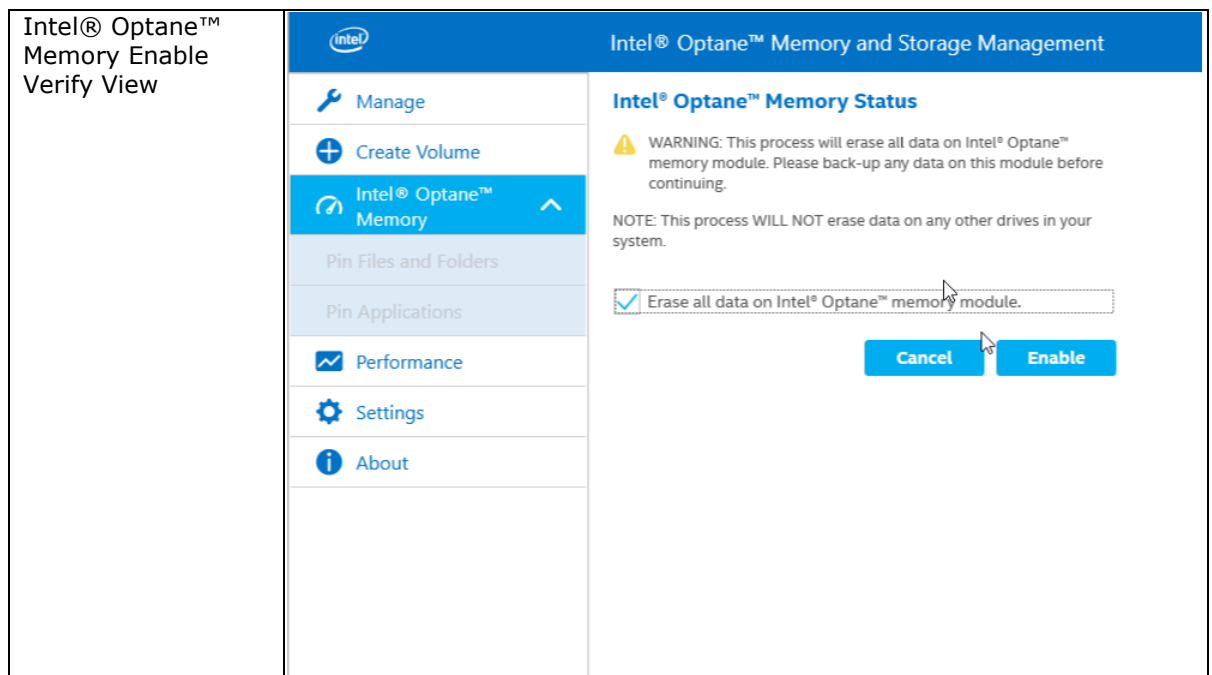 Intel® Optane™
Memory Enable
Verify View
intel
Intel® Optane™ Memory and Storage Management
Manage
Create Volume
Intel® Optane™
Memory
Pin Files and Folders
Pin Applications
Performance
Settings
About
Intel® Optane™ Memory Status
WARNING: This process will erase all data on Intel® Optane™
memory module. Please back-up any data on this module before
continuing.
NOTE: This process WILL NOT erase data on any other drives in your
system.
Erase all data on Intel® Optane™ memory module.
Cancel
Enable